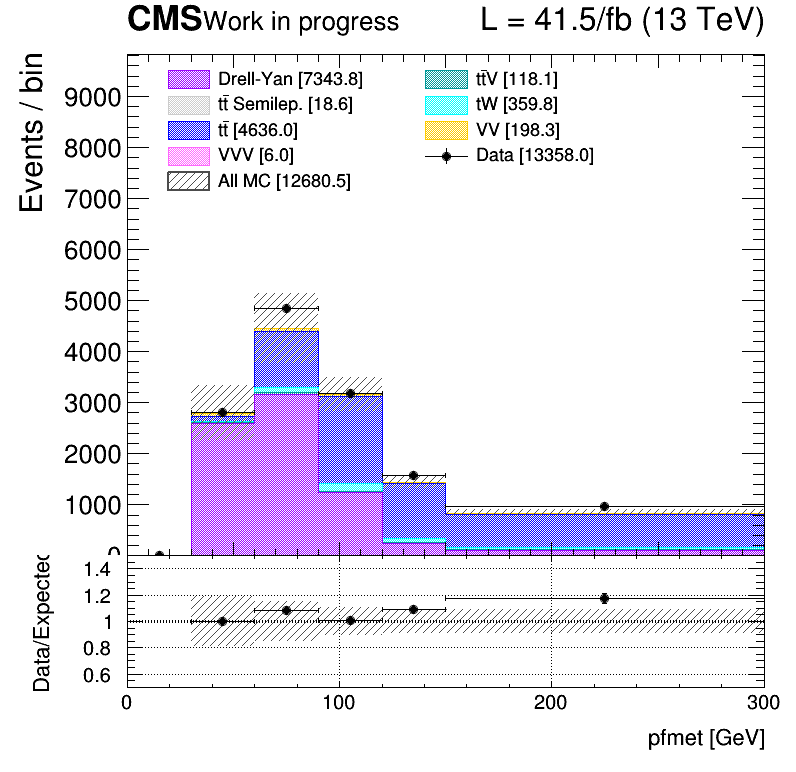 CMS Work in progress L = 41.5/fb (13 TeV)
Events / bin
Drell-Yan [7343.8]
tt̄ Semilep. [18.6]
tt̄ [4636.0]
VVV [6.0]
All MC [12680.5]
tt̄V [118.1]
tW [359.8]
VV [198.3]
Data [13358.0]
9000
8000
7000
6000
5000
4000
3000
2000
1000
0
Data/Expected
1.4
1.2
1
0.8
0.6
0 100 200 300
pfmet [GeV]